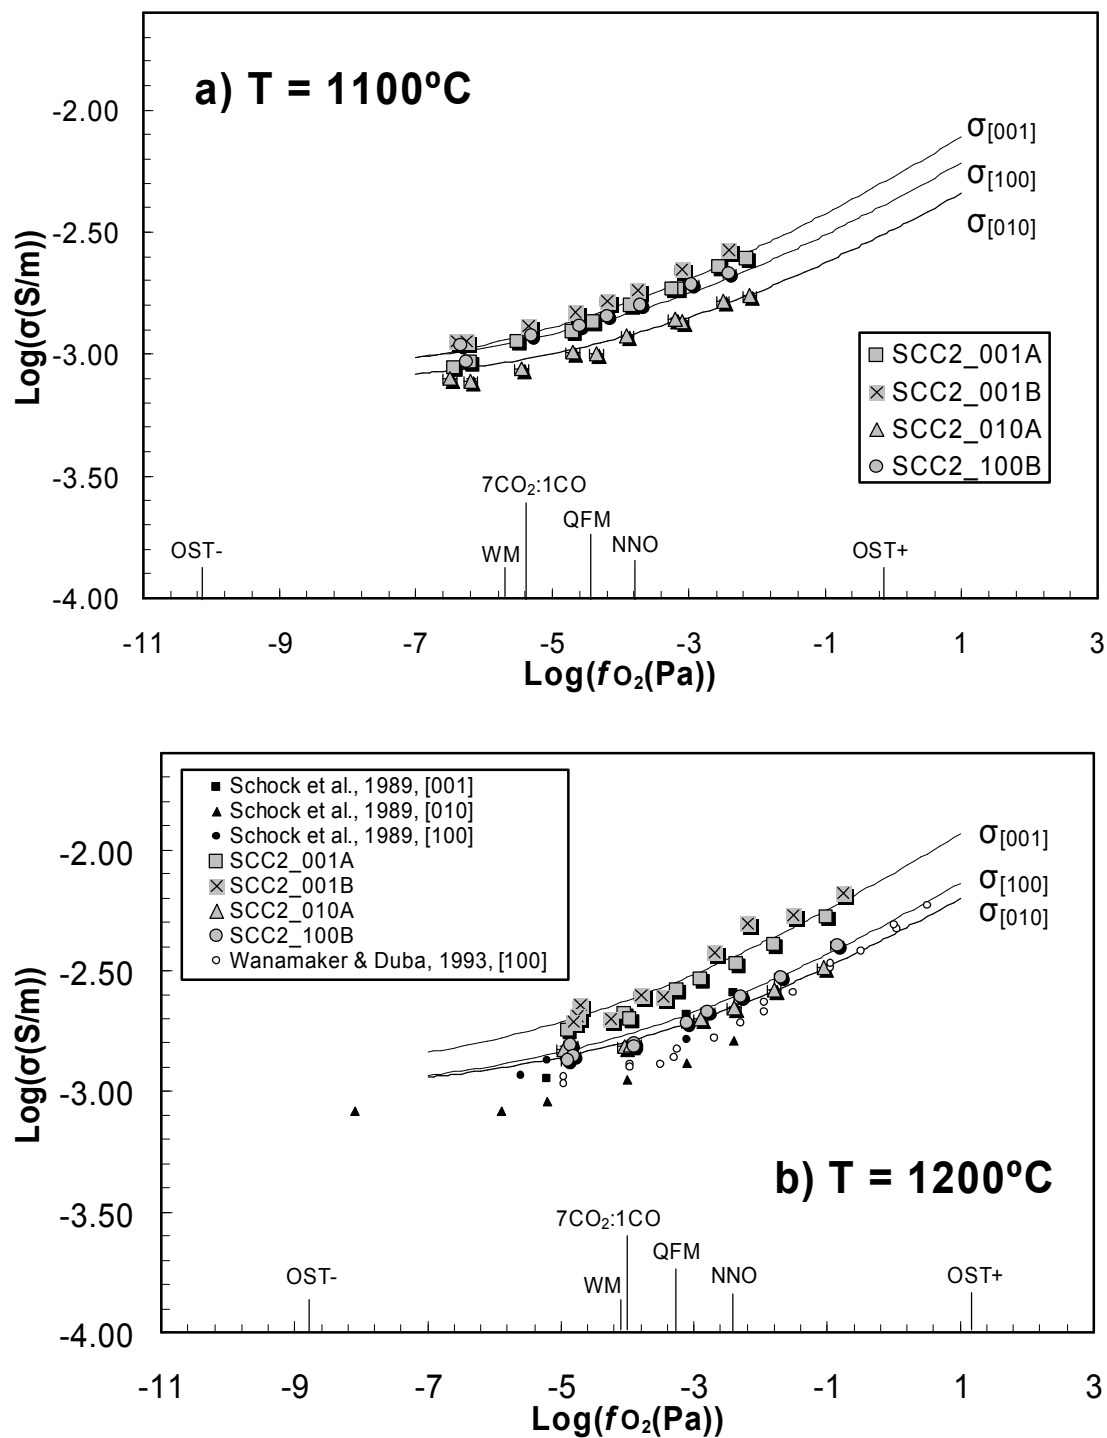 a) T = 1100ºC
-2.00
-2.50
-3.00
-3.50
-4.00
Log(σ(S/m))
σ[001]
σ[100]
σ[010]
SCC2_001A
SCC2_001B
SCC2_010A
SCC2_100B
OST-
WM
7CO₂:1CO
QFM
NNO
OST+
-11 -9 -7 -5 -3 -1 1 3
Log(fO₂(Pa))
Schock et al., 1989, [001]
Schock et al., 1989, [010]
Schock et al., 1989, [100]
SCC2_001A
SCC2_001B
SCC2_010A
SCC2_100B
Wanamaker & Duba, 1993, [100]
-2.00
-2.50
-3.00
-3.50
-4.00
Log(σ(S/m))
σ[001]
σ[100]
σ[010]
b) T = 1200ºC
OST-
WM
7CO₂:1CO
QFM
NNO
OST+
-11 -9 -7 -5 -3 -1 1 3
Log(fO₂(Pa))